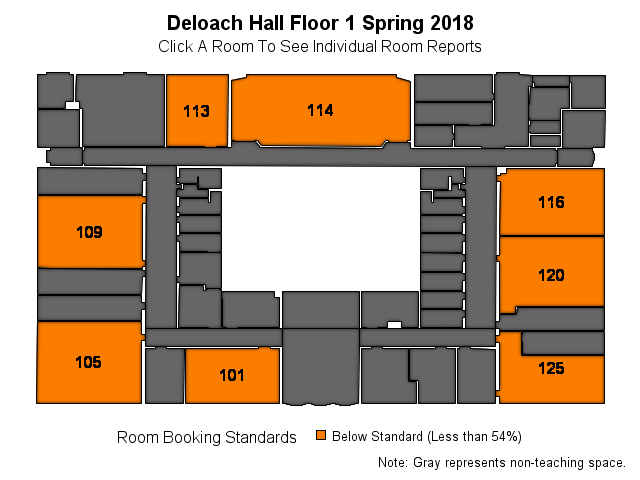 Deloach Hall Floor 1 Spring 2018
Click A Room To See Individual Room Reports
113
114
116
109
120
105
101
125
Room Booking Standards
Below Standard (Less than 54%)
Note: Gray represents non-teaching space.